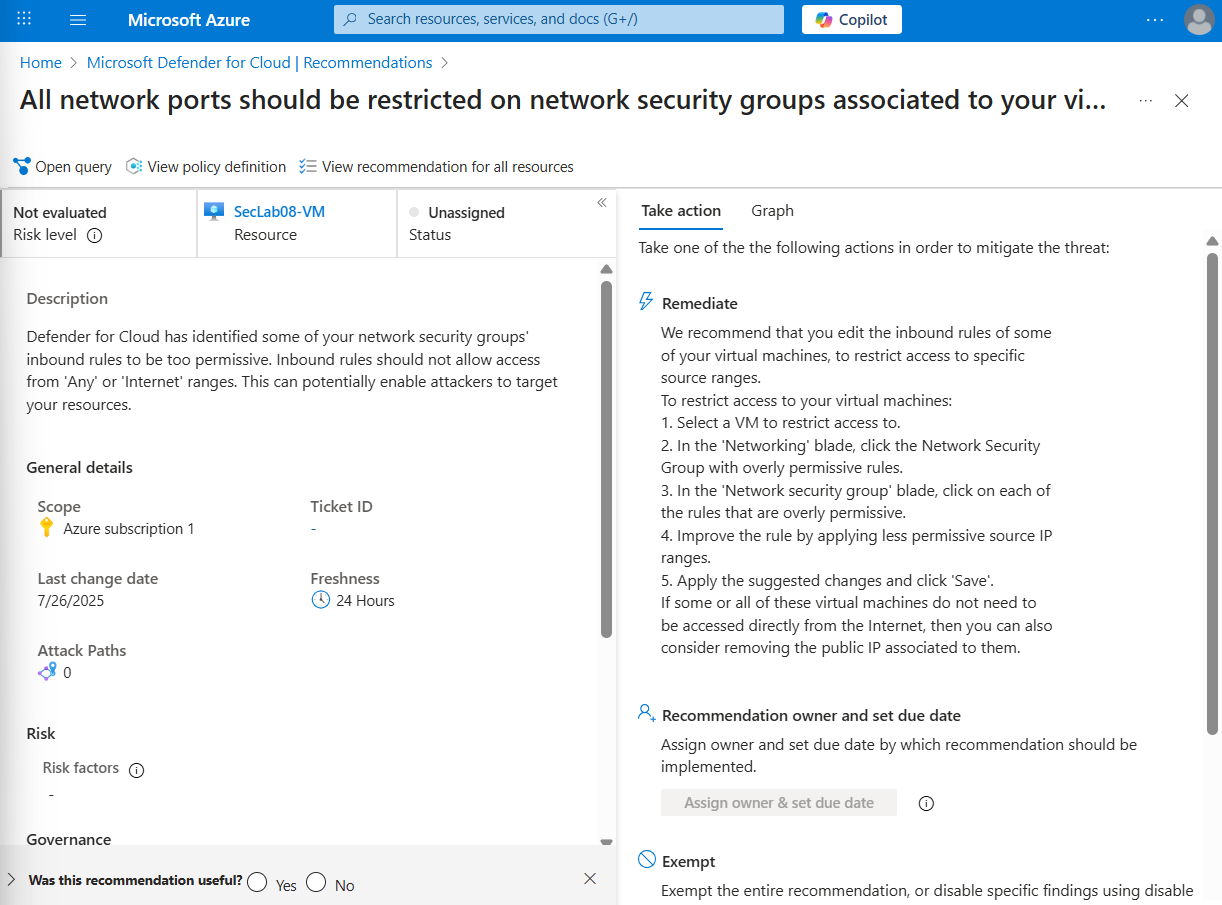 Microsoft Azure
Search resources, services, and docs (G+/)
Copilot
Home > Microsoft Defender for Cloud | Recommendations >
All network ports should be restricted on network security groups associated to your vi...
Open query
View policy definition
View recommendation for all resources
Not evaluated
Risk level
SecLab08-VM
Resource
Unassigned
Status
Description
Defender for Cloud has identified some of your network security groups'
inbound rules to be too permissive. Inbound rules should not allow access
from 'Any' or 'Internet' ranges. This can potentially enable attackers to target
your resources.
General details
Scope
Azure subscription 1
Ticket ID
-
Last change date
7/26/2025
Freshness
24 Hours
Attack Paths
0
Risk
Risk factors
-
Governance
Was this recommendation useful?
Yes
No
Take action
Graph
Take one of the the following actions in order to mitigate the threat:
Remediate
We recommend that you edit the inbound rules of some
of your virtual machines, to restrict access to specific
source ranges.
To restrict access to your virtual machines:
1. Select a VM to restrict access to.
2. In the 'Networking' blade, click the Network Security
Group with overly permissive rules.
3. In the 'Network security group' blade, click on each of
the rules that are overly permissive.
4. Improve the rule by applying less permissive source IP
ranges.
5. Apply the suggested changes and click 'Save'.
If some or all of these virtual machines do not need to
be accessed directly from the Internet, then you can also
consider removing the public IP associated to them.
Recommendation owner and set due date
Assign owner and set due date by which recommendation should be
implemented.
Assign owner & set due date
Exempt
Exempt the entire recommendation, or disable specific findings using disable